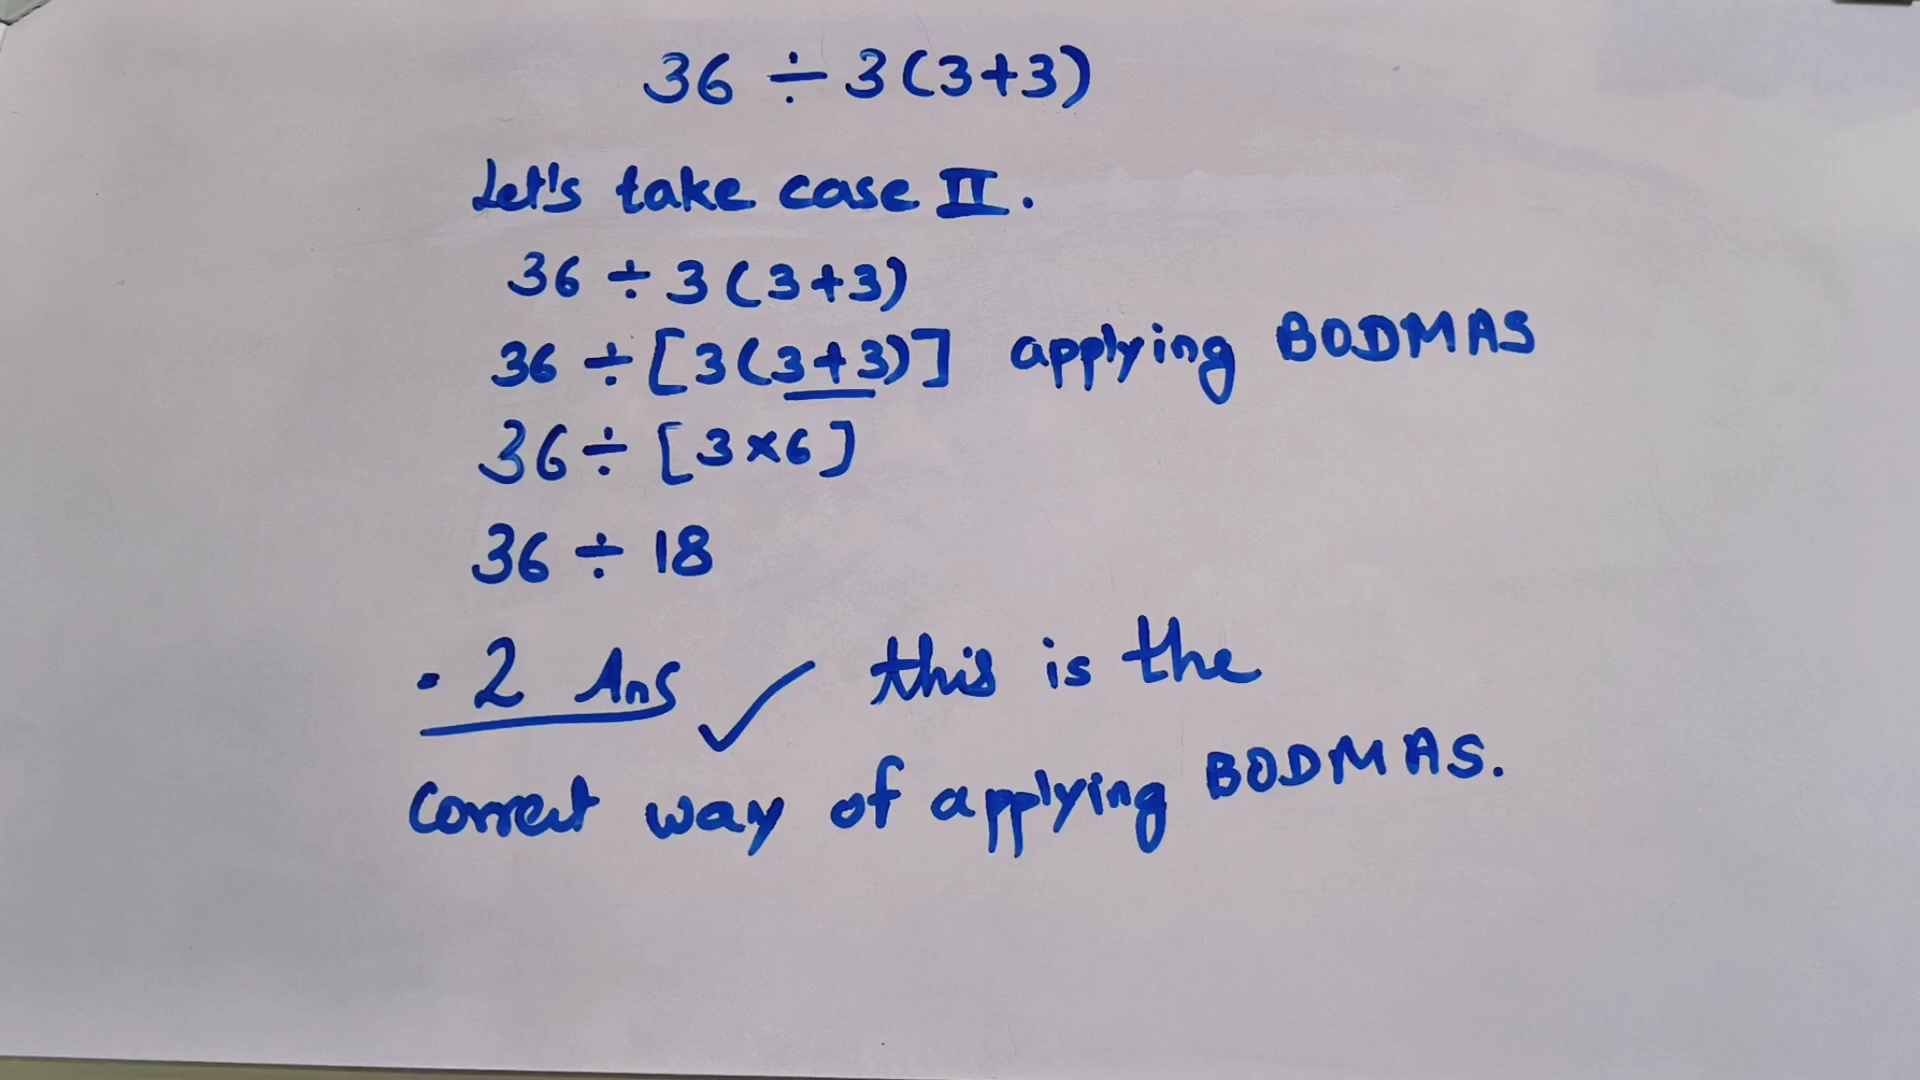 36 ÷ 3(3+3)
Let's take case II.
36 ÷ 3(3+3)
36 ÷ [3(3+3)] applying BODMAS
36 ÷ [3×6]
36 ÷ 18
· 2 Ans ✓ this is the
correct way of applying BODMAS.